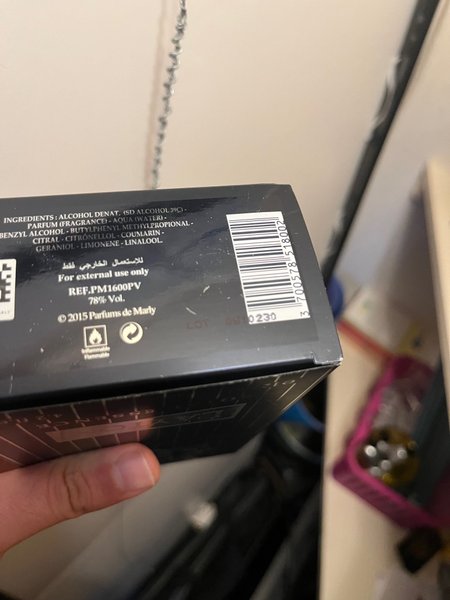 INGREDIENTS : ALCOHOL DENAT. (SD ALCOHOL 39C) -
PARFUM (FRAGRANCE) - AQUA (WATER) -
BENZYL ALCOHOL - BUTYLPHENYL METHYLPROPIONAL -
CITRAL - CITRONELLOL - COUMARIN -
GERANIOL - LIMONENE - LINALOOL.
للاستعمال الخارجي فقط
For external use only
REF.PM1600PV
78% Vol.
© 2015 Parfums de Marly
Inflammable
Flammable
LOT
3 700578 518002